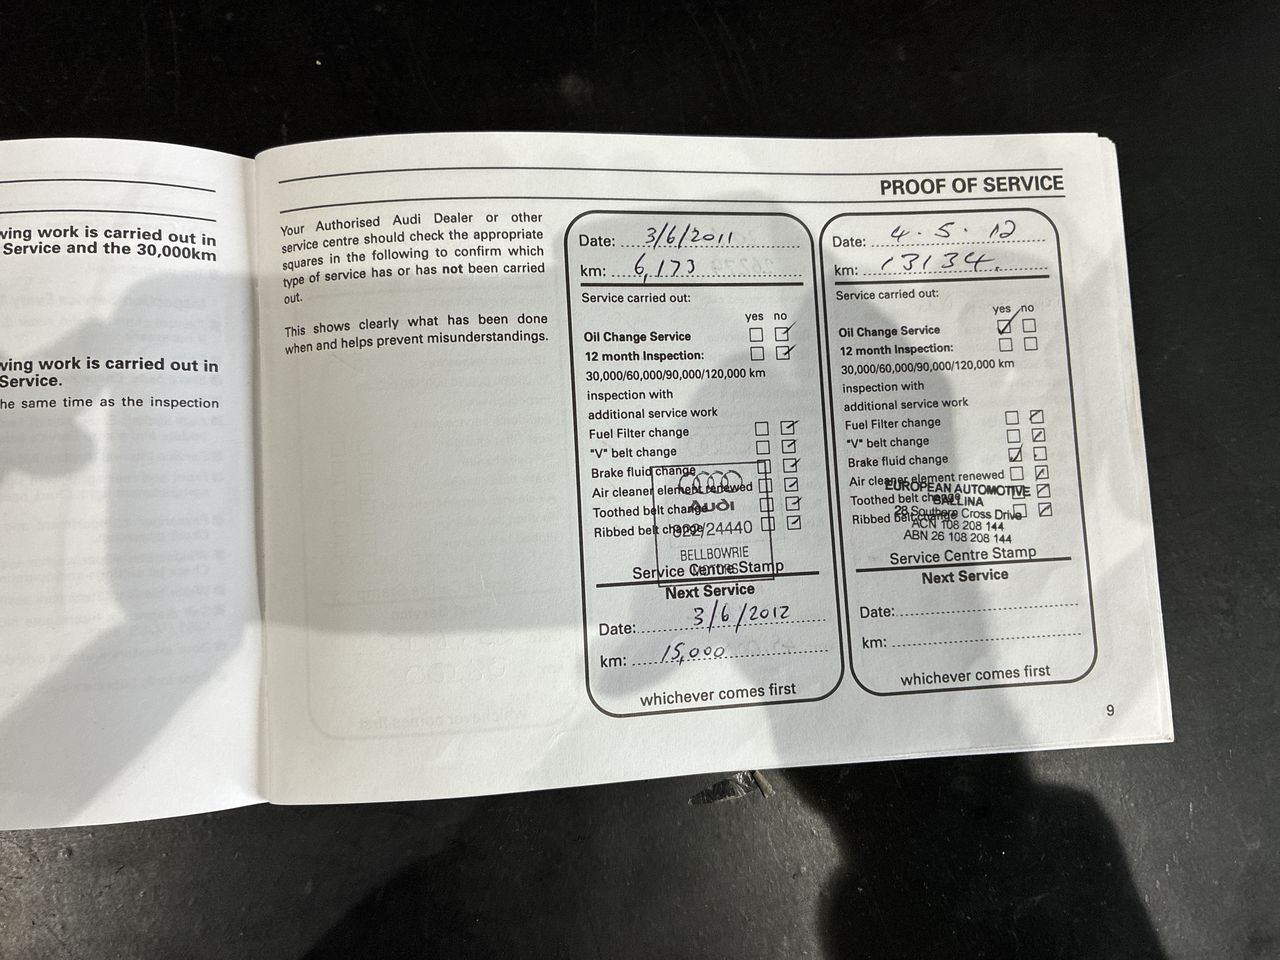 wing work is carried out in
Service and the 30,000km
wing work is carried out in
Service.
he same time as the inspection
PROOF OF SERVICE
Your Authorised Audi Dealer or other
service centre should check the appropriate
squares in the following to confirm which
type of service has or has not been carried
out.
This shows clearly what has been done
when and helps prevent misunderstandings.
Date: 3/6/2011
km: 6,173
Service carried out:
yes no
Oil Change Service
12 month Inspection:
30,000/60,000/90,000/120,000 km
inspection with
additional service work
Fuel Filter change
"V" belt change
Brake fluid change
Air cleaner element renewed
Toothed belt change
Ribbed belt change
Audi
822/24440
BELLBOWRIE
MOTORS
Service Centre Stamp
Next Service
Date: 3/6/2012
km: 15,000
whichever comes first
Date: 4.5.12
km: 13134.
Service carried out:
yes no
Oil Change Service
12 month Inspection:
30,000/60,000/90,000/120,000 km
inspection with
additional service work
Fuel Filter change
"V" belt change
Brake fluid change
Air cleaner element renewed
Toothed belt change
Ribbed belt change
EUROPEAN AUTOMOTIVE
BALLINA
28 Southern Cross Drive
ACN 108 208 144
ABN 26 108 208 144
Service Centre Stamp
Next Service
Date:
km:
whichever comes first
9